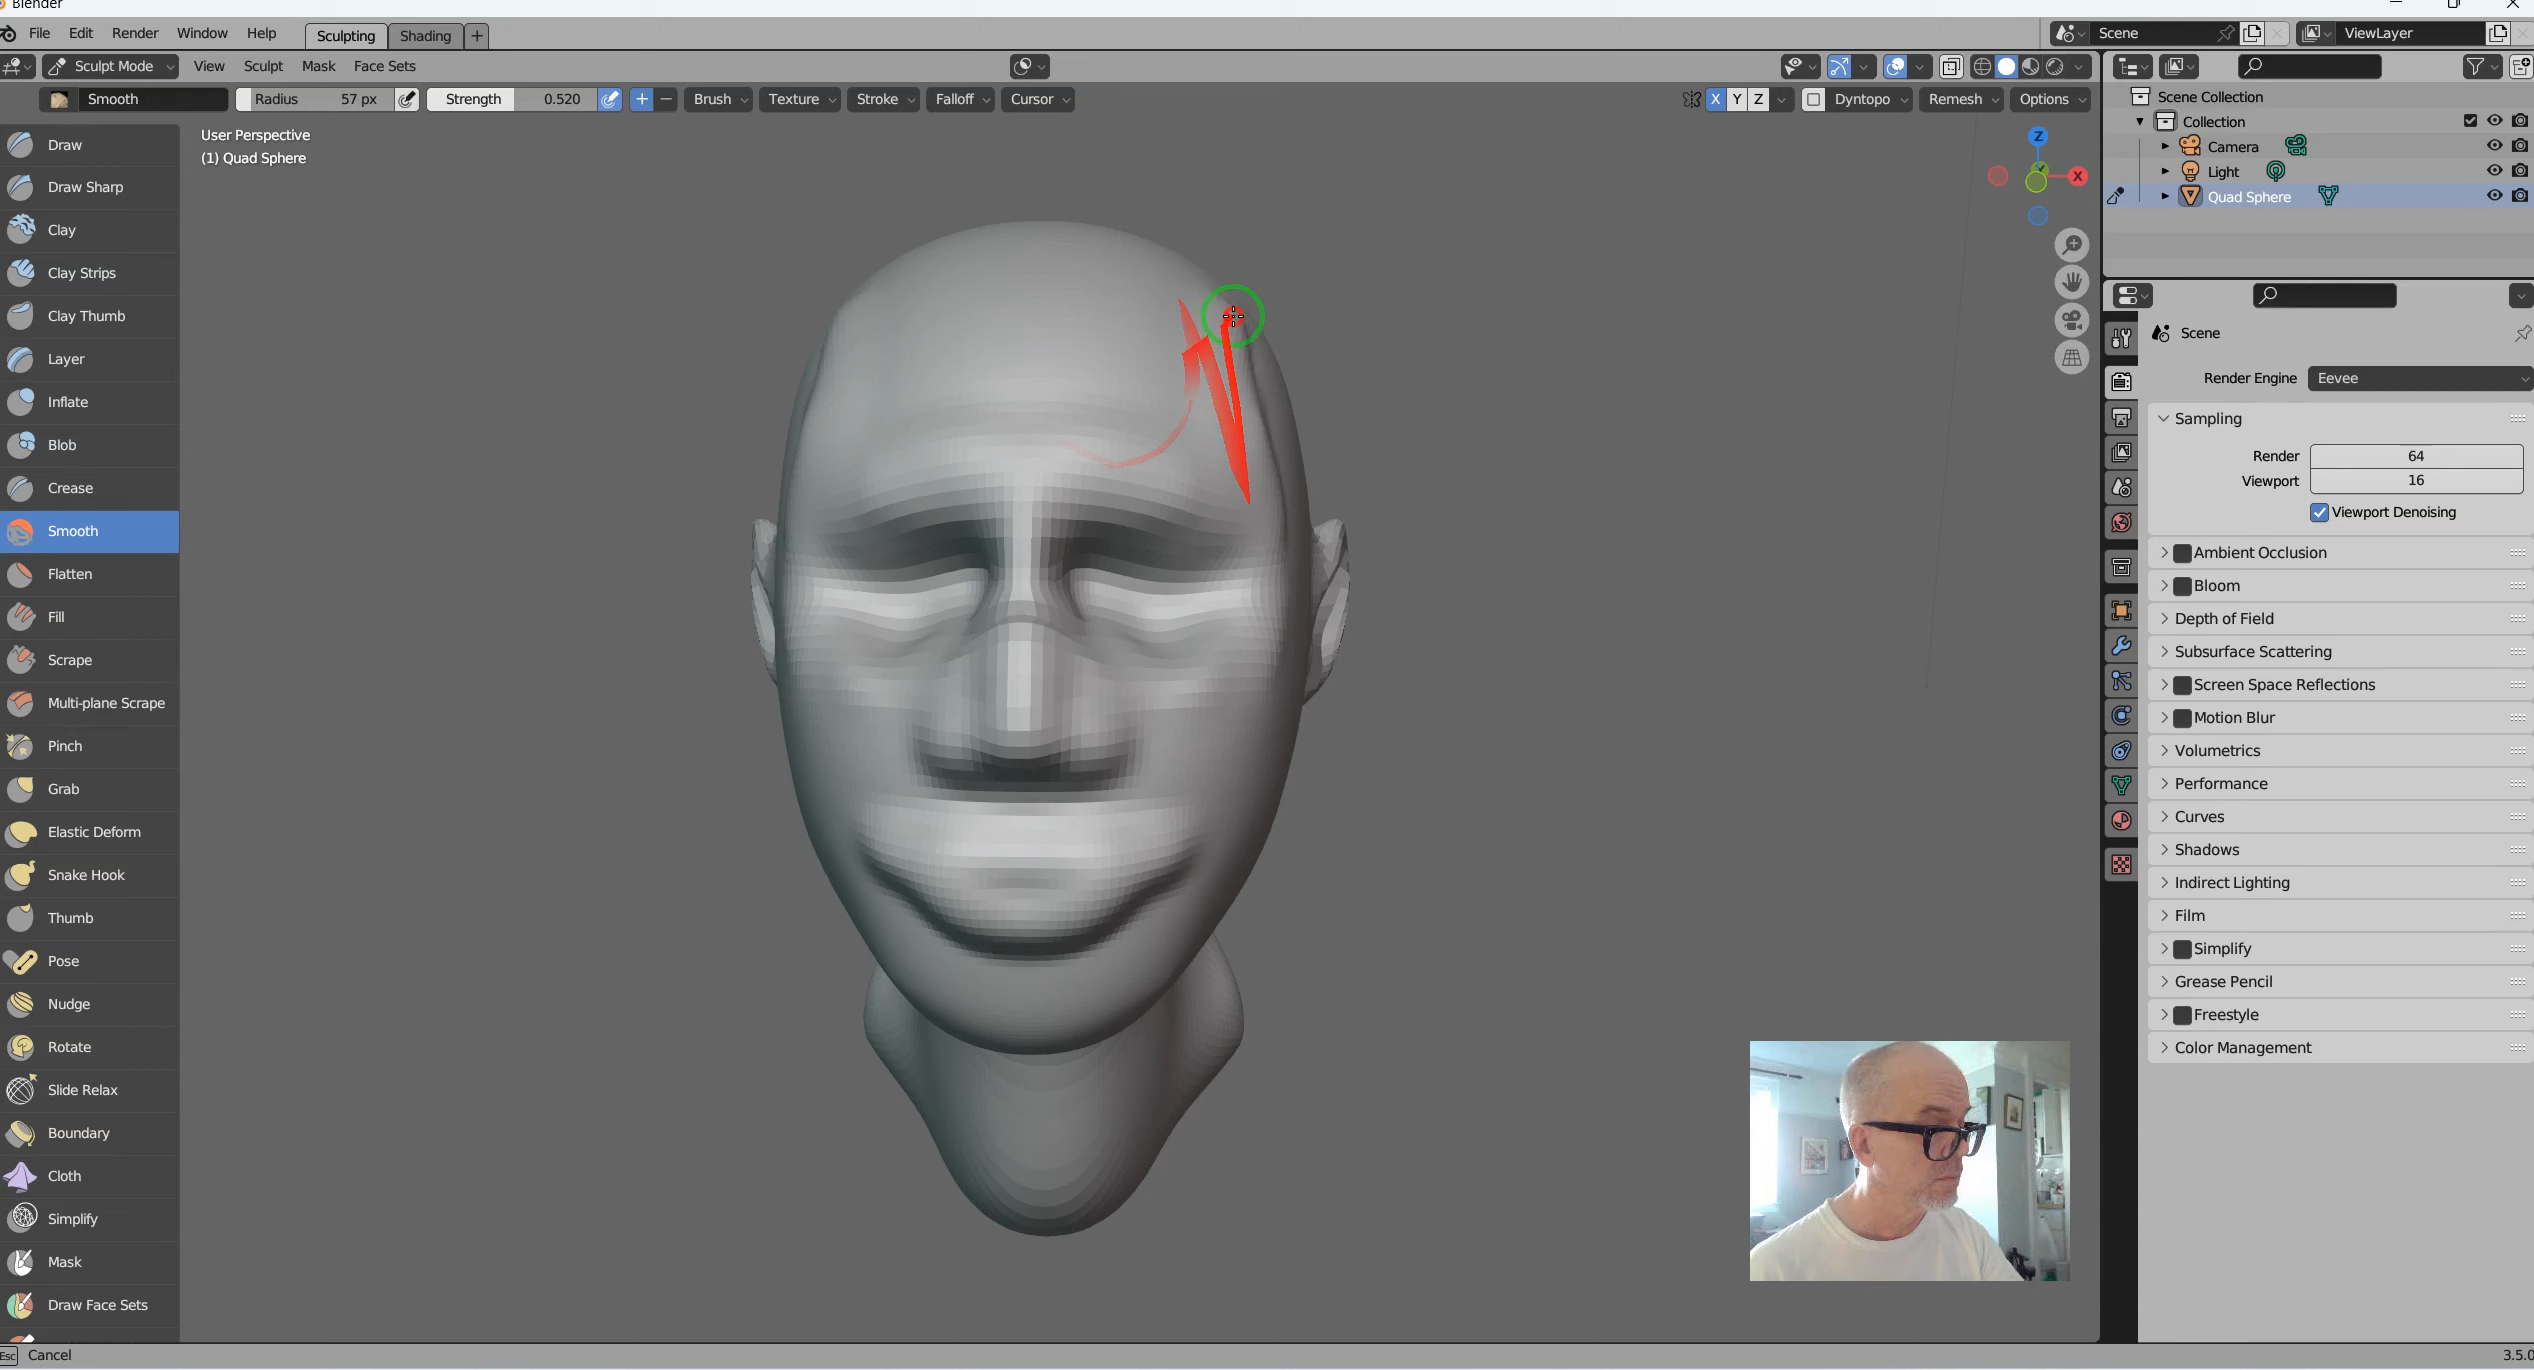 Blender
File Edit Render Window Help Sculpting Shading + Scene ViewLayer
Sculpt Mode View Sculpt Mask Face Sets
Smooth Radius 57 px Strength 0.520 + − Brush Texture Stroke Falloff Cursor X Y Z Dyntopo Remesh Options
User Perspective
(1) Quad Sphere
Draw
Draw Sharp
Clay
Clay Strips
Clay Thumb
Layer
Inflate
Blob
Crease
Smooth
Flatten
Fill
Scrape
Multi-plane Scrape
Pinch
Grab
Elastic Deform
Snake Hook
Thumb
Pose
Nudge
Rotate
Slide Relax
Boundary
Cloth
Simplify
Mask
Draw Face Sets
Z
X
Scene Collection
Collection
Camera
Light
Quad Sphere
Scene
Render Engine Eevee
Sampling
Render 64
Viewport 16
Viewport Denoising
Ambient Occlusion
Bloom
Depth of Field
Subsurface Scattering
Screen Space Reflections
Motion Blur
Volumetrics
Performance
Curves
Shadows
Indirect Lighting
Film
Simplify
Grease Pencil
Freestyle
Color Management
Esc Cancel
3.5.0